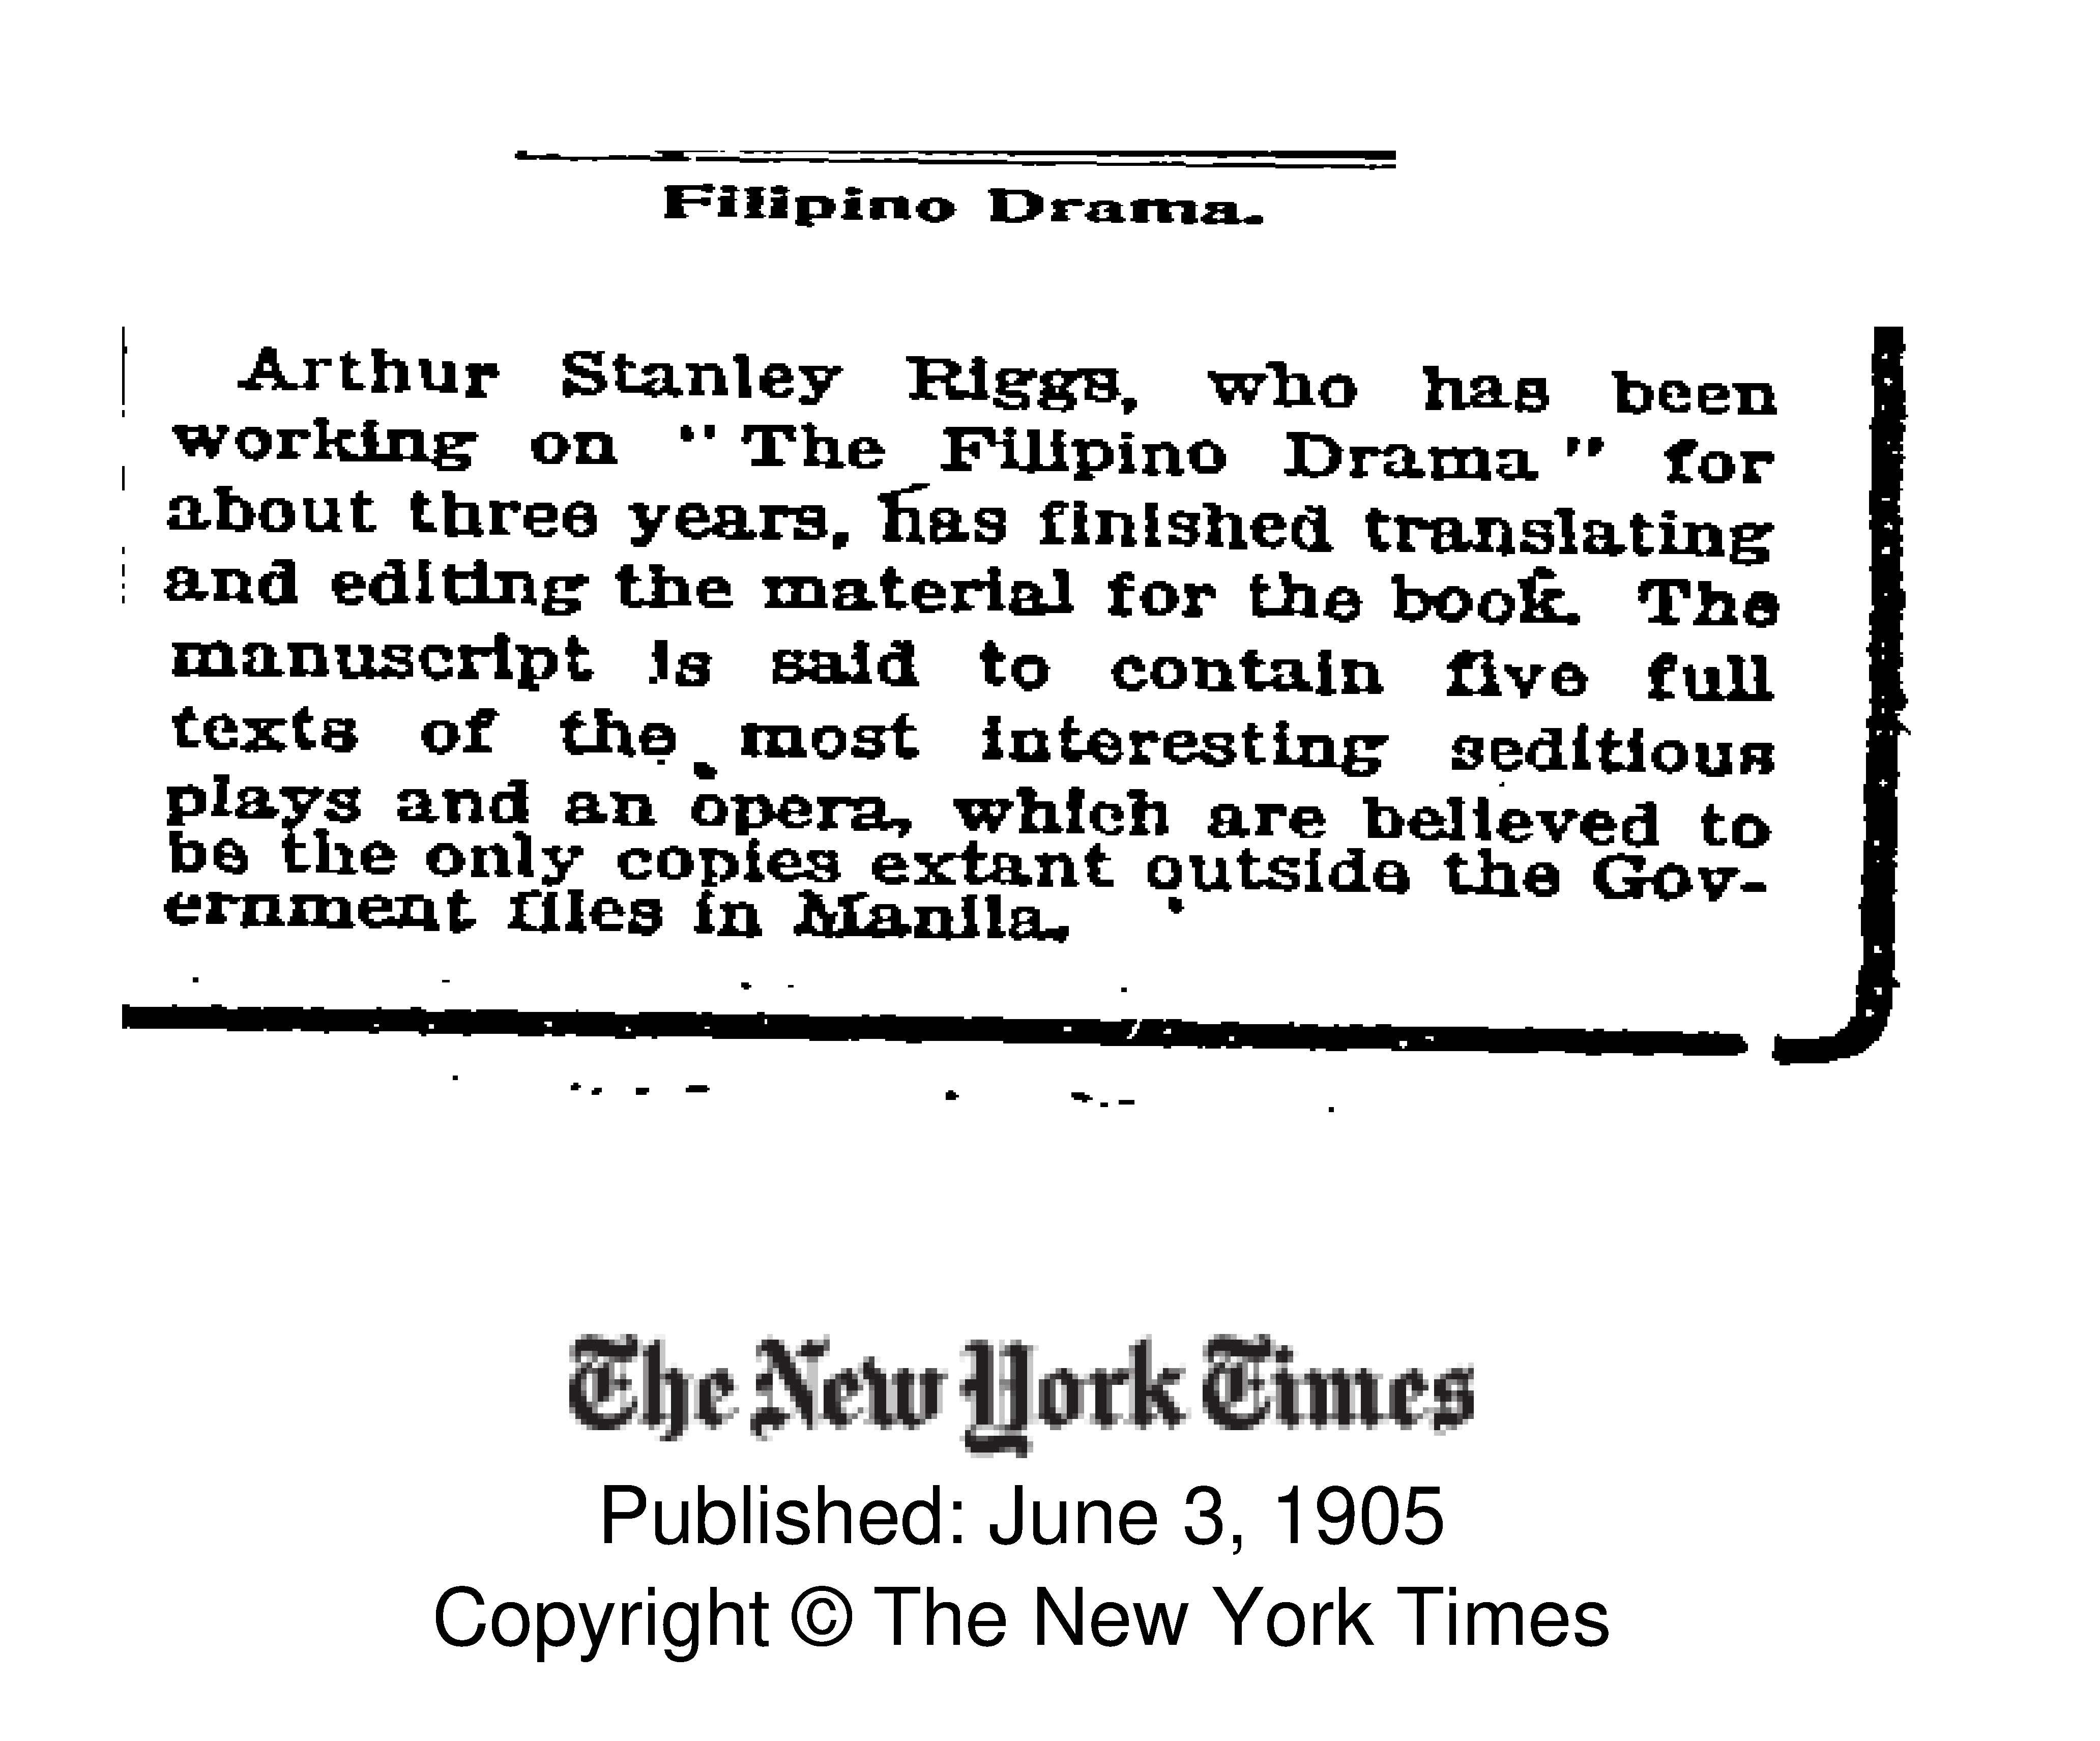 Filipino Drama.
Arthur Stanley Riggs, who has been
working on "The Filipino Drama" for
about three years, has finished translating
and editing the material for the book. The
manuscript is said to contain five full
texts of the most interesting seditious
plays and an opera, which are believed to
be the only copies extant outside the Gov-
ernment files in Manila.
The New York Times
Published: June 3, 1905
Copyright © The New York Times